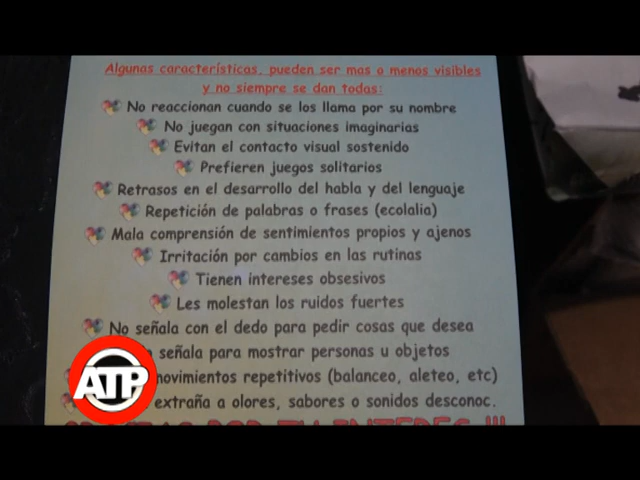 Algunas características, pueden ser mas o menos visibles
y no siempre se dan todas:
No reaccionan cuando se los llama por su nombre
No juegan con situaciones imaginarias
Evitan el contacto visual sostenido
Prefieren juegos solitarios
Retrasos en el desarrollo del habla y del lenguaje
Repetición de palabras o frases (ecolalia)
Mala comprensión de sentimientos propios y ajenos
Irritación por cambios en las rutinas
Tienen intereses obsesivos
Les molestan los ruidos fuertes
No señala con el dedo para pedir cosas que desea
señala para mostrar personas u objetos
movimientos repetitivos (balanceo, aleteo, etc)
extraña a olores, sabores o sonidos desconoc.
POR TU INTERES !!!
ATP